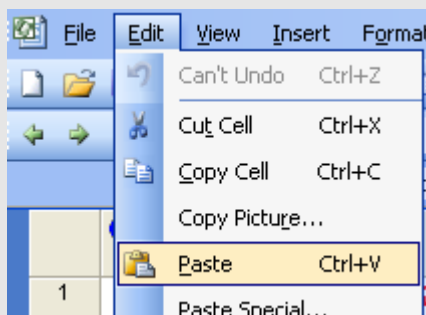 File Edit View Insert Format
Can't Undo Ctrl+Z
Cut Cell Ctrl+X
Copy Cell Ctrl+C
Copy Picture...
Paste Ctrl+V
1
Paste Special...